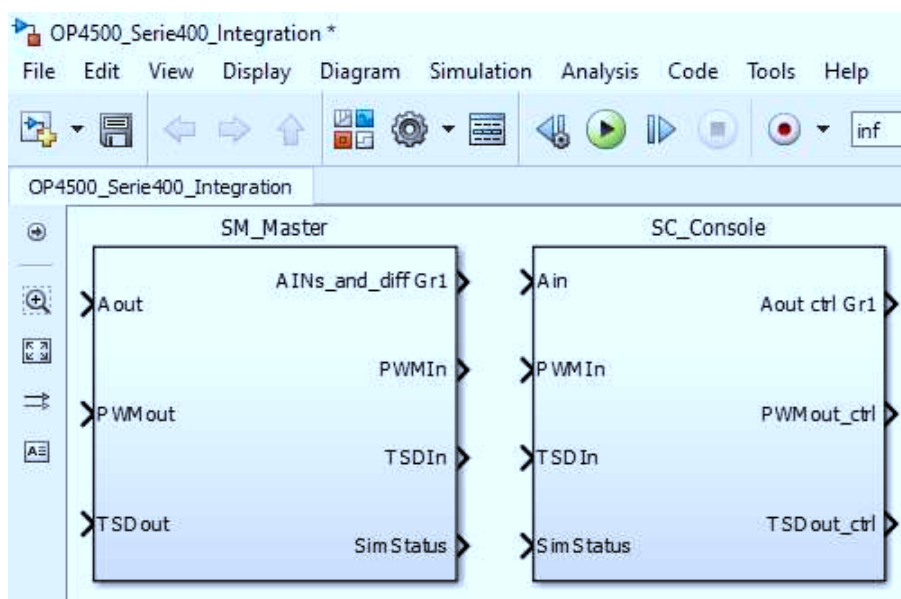 OP4500_Serie400_Integration *
File Edit View Display Diagram Simulation Analysis Code Tools Help
inf
OP4500_Serie400_Integration
SM_Master SC_Console
AINs_and_diff Gr1 Ain
Aout Aout ctrl Gr1
PWMIn PWMIn
PWMout PWMout_ctrl
TSDIn TSDIn
TSDout TSDout_ctrl
SimStatus SimStatus